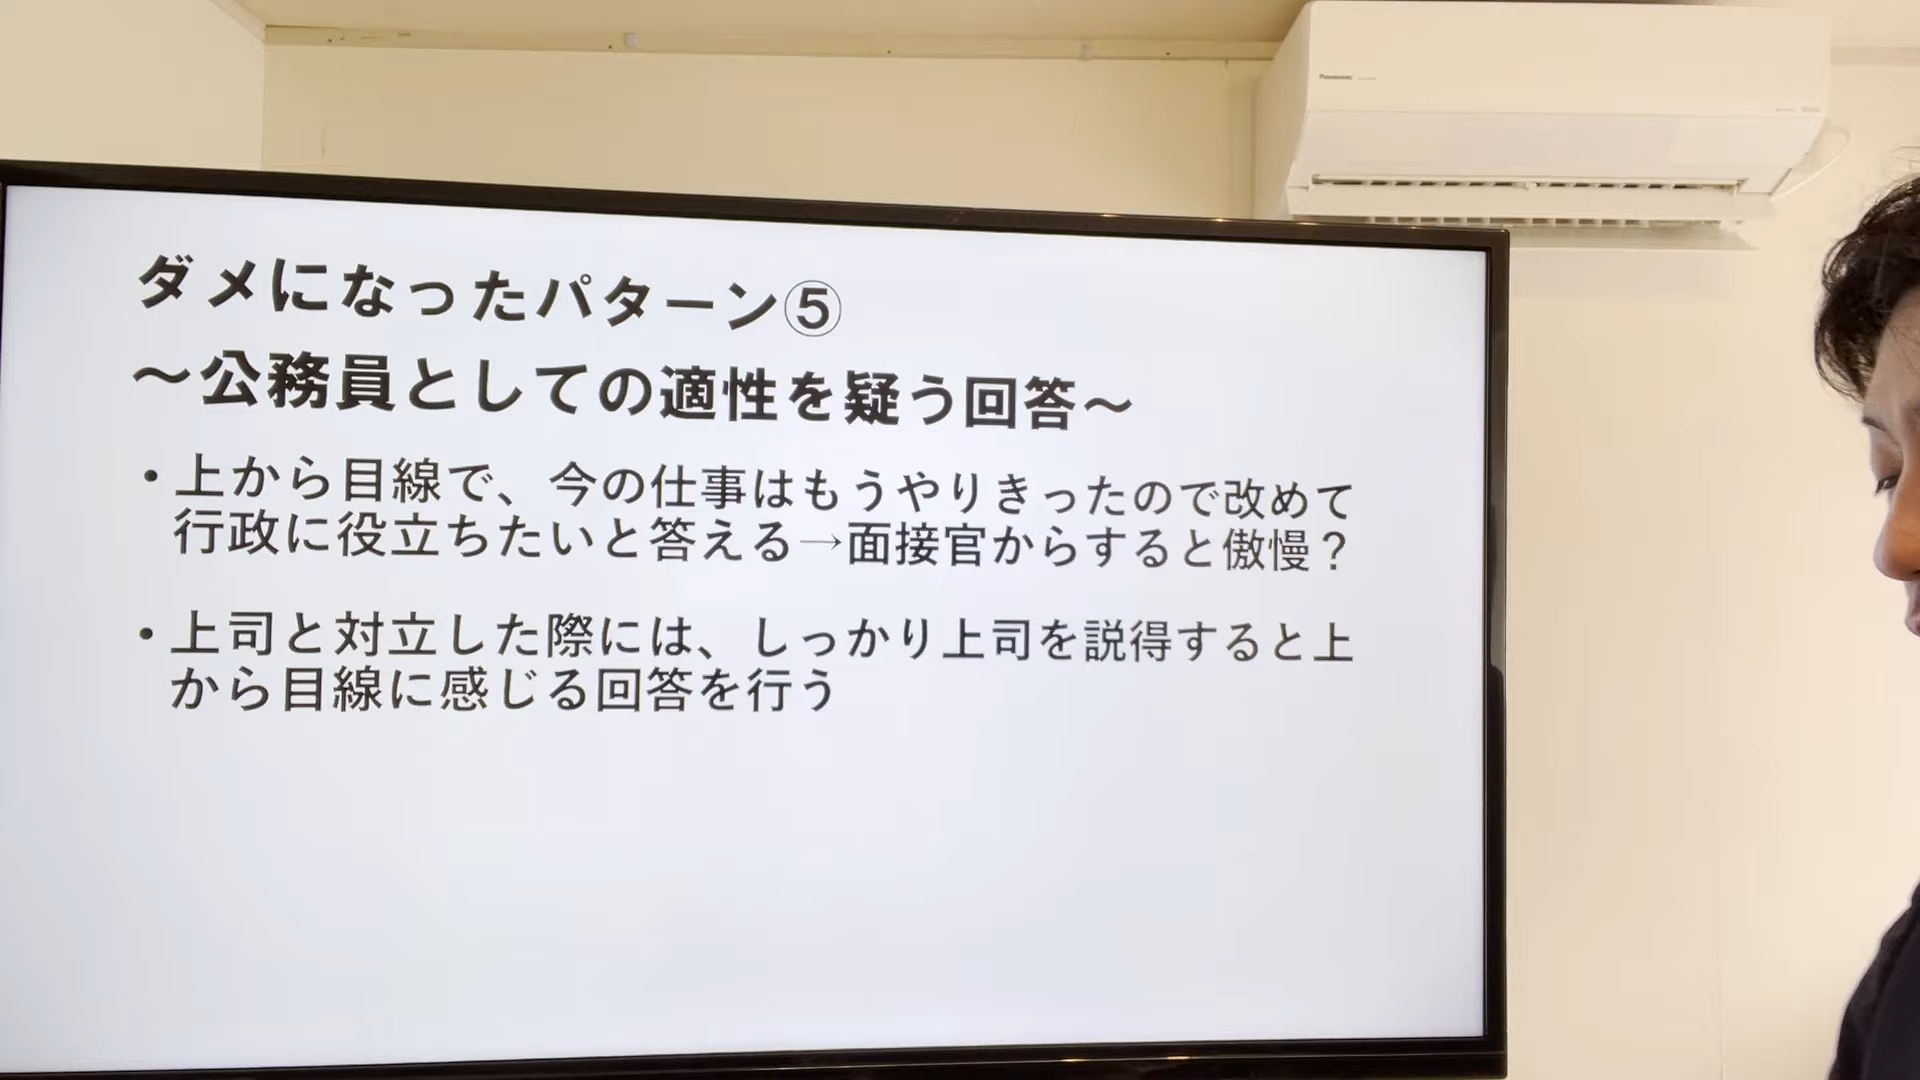 Panasonic
ダメになったパターン⑤
～公務員としての適性を疑う回答～
・上から目線で、今の仕事はもうやりきったので改めて
行政に役立ちたいと答える→面接官からすると傲慢？
・上司と対立した際には、しっかり上司を説得すると上
から目線に感じる回答を行う